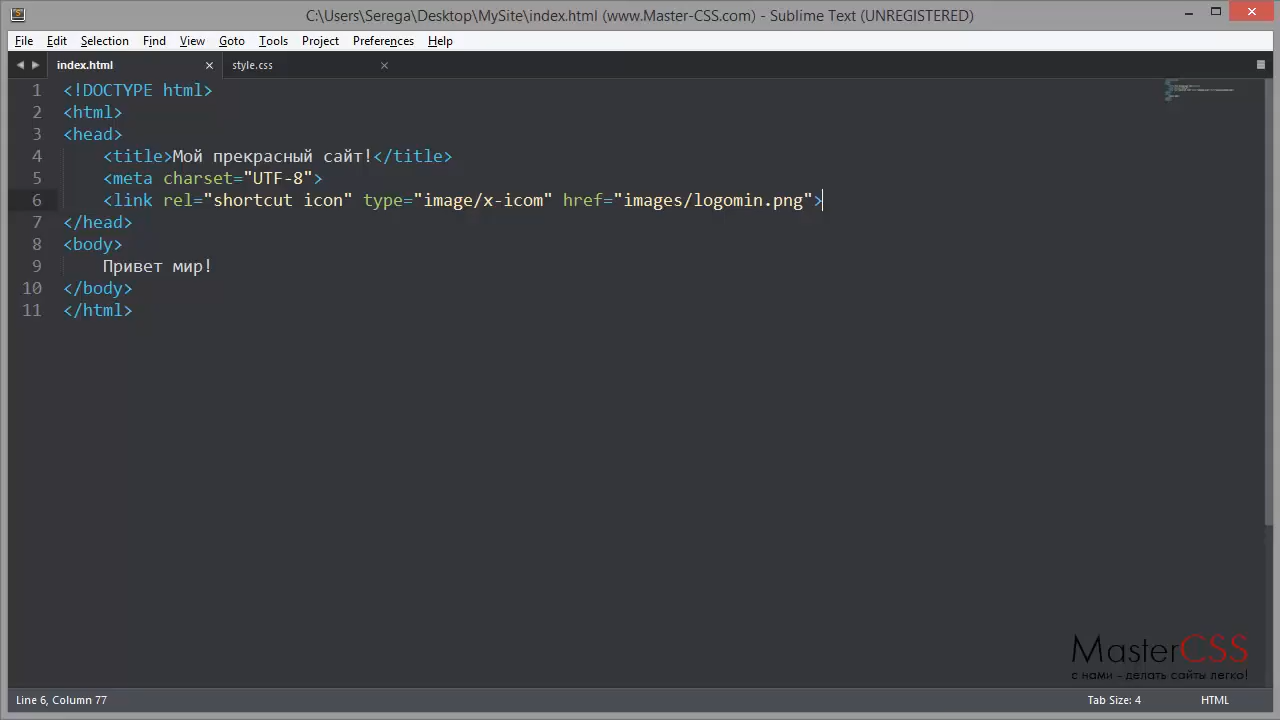 C:\Users\Serega\Desktop\MySite\index.html (www.Master-CSS.com) - Sublime Text (UNREGISTERED)
File Edit Selection Find View Goto Tools Project Preferences Help
index.html × style.css ×
1 <!DOCTYPE html>
2 <html>
3 <head>
4 <title>Мой прекрасный сайт!</title>
5 <meta charset="UTF-8">
6 <link rel="shortcut icon" type="image/x-icom" href="images/logomin.png">
7 </head>
8 <body>
9 Привет мир!
10 </body>
11 </html>
MasterCSS
с нами – делать сайты легко!
Line 6, Column 77 Tab Size: 4 HTML